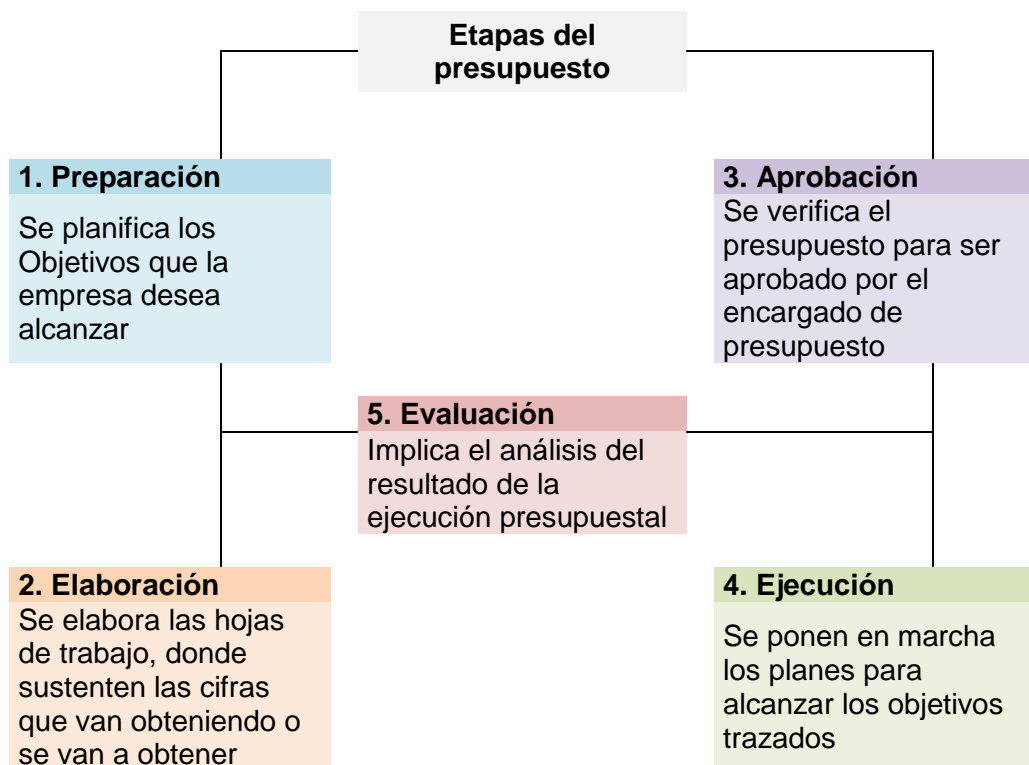 Etapas del
presupuesto
1. Preparación
Se planifica los
Objetivos que la
empresa desea
alcanzar
3. Aprobación
Se verifica el
presupuesto para ser
aprobado por el
encargado de
presupuesto
5. Evaluación
Implica el análisis del
resultado de la
ejecución presupuestal
2. Elaboración
Se elabora las hojas
de trabajo, donde
sustenten las cifras
que van obteniendo o
se van a obtener
4. Ejecución
Se ponen en marcha
los planes para
alcanzar los objetivos
trazados